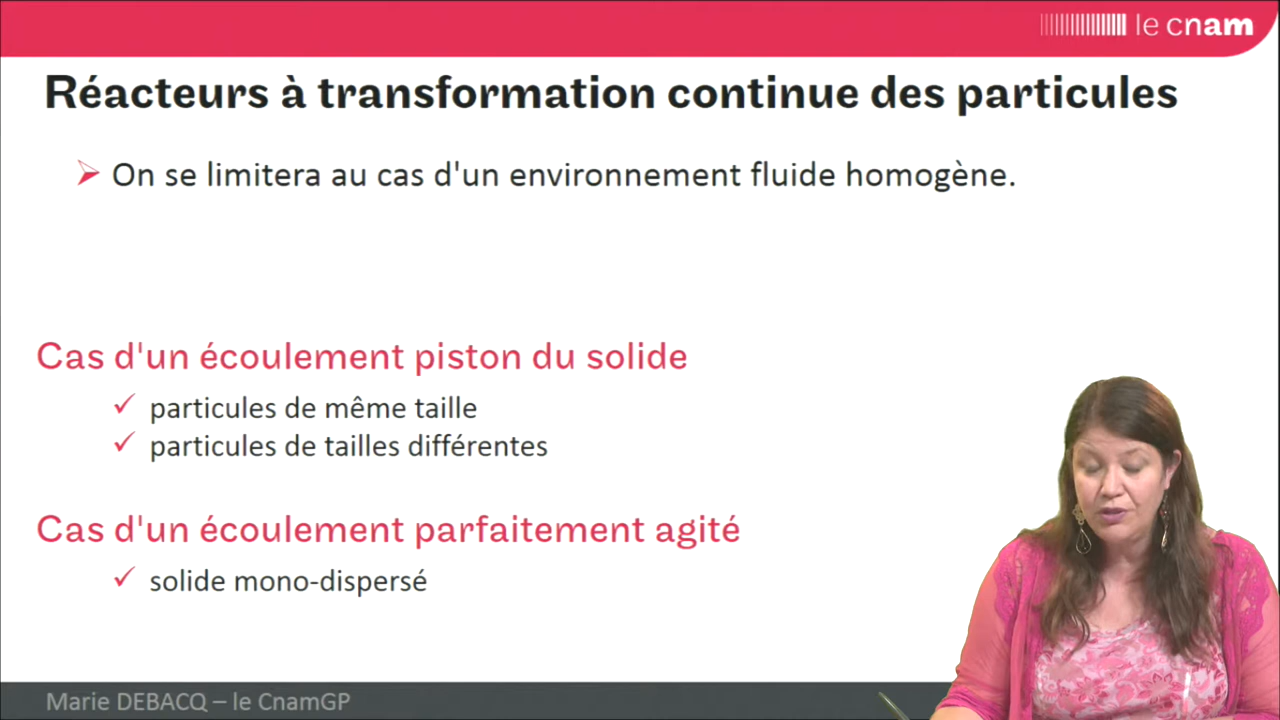 le cnam
Réacteurs à transformation continue des particules
On se limitera au cas d'un environnement fluide homogène.
Cas d'un écoulement piston du solide
particules de même taille
particules de tailles différentes
Cas d'un écoulement parfaitement agité
solide mono-dispersé
Marie DEBACQ – le CnamGP